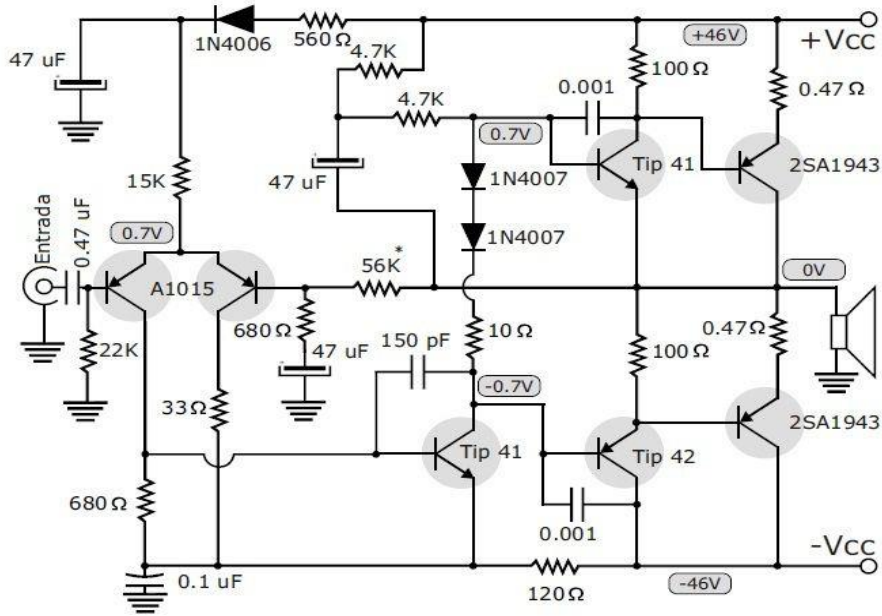 1N4006
560Ω
+46V
+Vcc
47 uF
4.7K
100Ω
0.47Ω
0.001
4.7K
0.7V
Tip 41
2SA1943
15K
47 uF
1N4007
Entrada
0.47 uF
0.7V
*
1N4007
0V
A1015
56K
680Ω
10Ω
100Ω
0.47Ω
22K
47 uF
150 pF
-0.7V
33Ω
Tip 41
Tip 42
2SA1943
680Ω
0.001
-Vcc
0.1 uF
120Ω
-46V